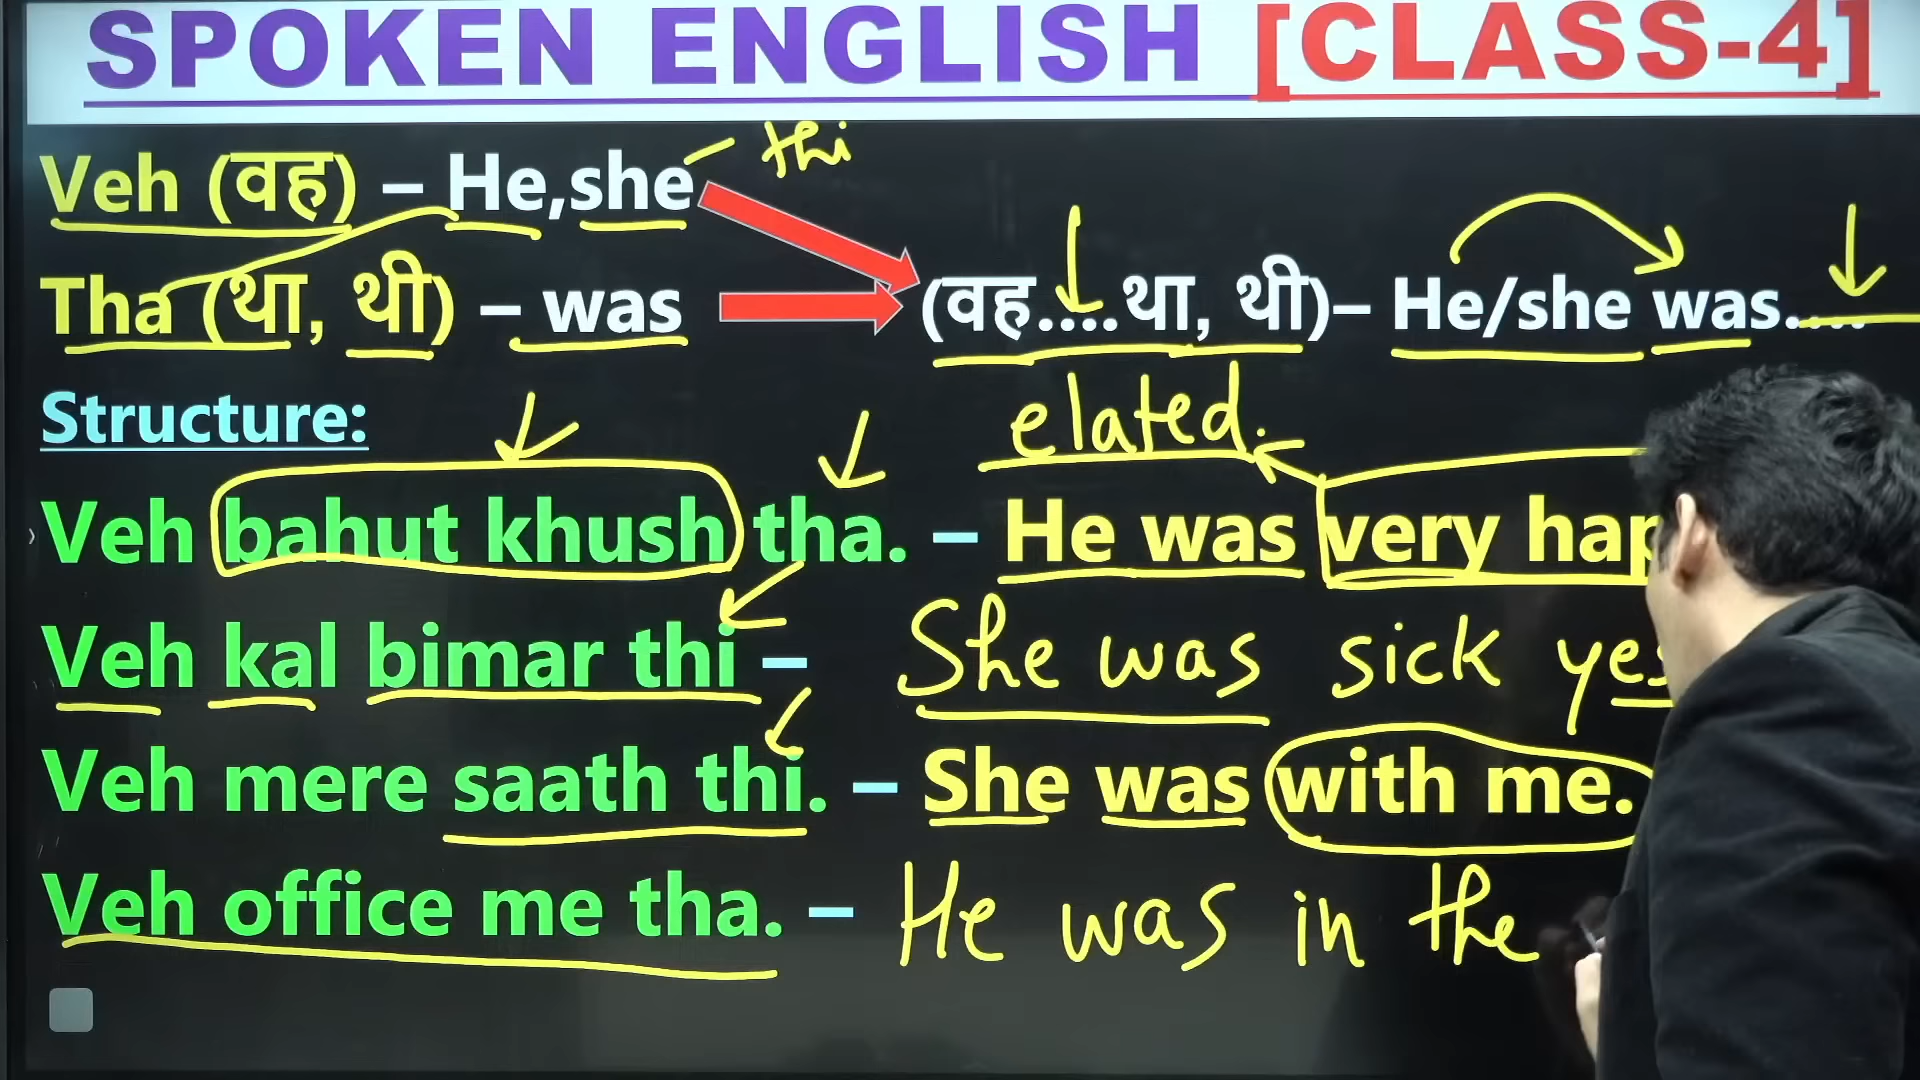 SPOKEN ENGLISH [CLASS-4]
Veh (वह) – He,she – thi
Tha (था, थी) – was (वह....था, थी)– He/she was....
Structure:
elated.
Veh bahut khush tha. – He was very
Veh kal bimar thi – She was sick
Veh mere saath thi. – She was with me.
Veh office me tha. – He was in the